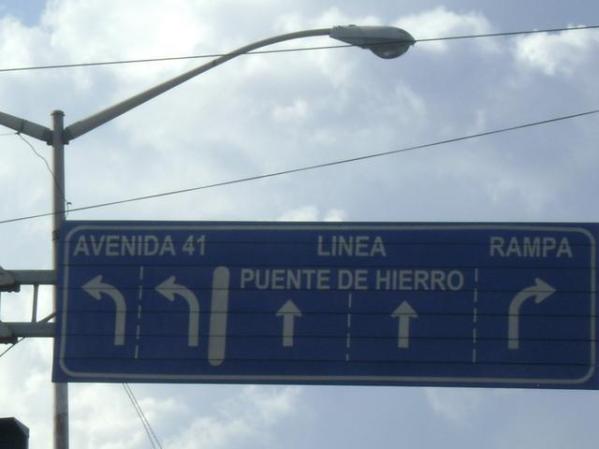 AVENIDA 41
LINEA
RAMPA
PUENTE DE HIERRO